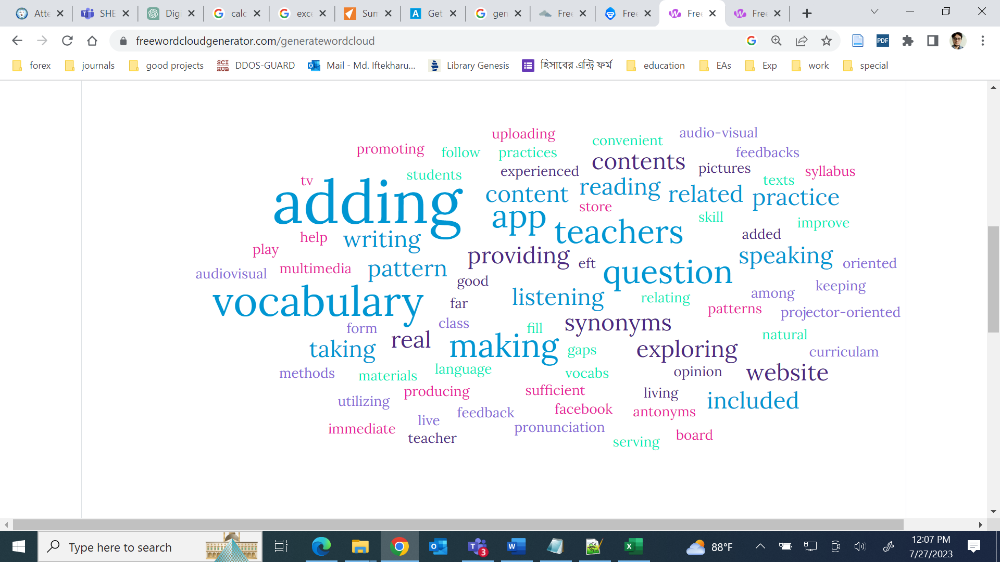 Atte SHE Digi calc exce Sum Get gen Free Free Free Free
freewordcloudgenerator.com/generatewordcloud PDF
forex journals good projects SCI HUB DDOS-GUARD Mail - Md. Iftekharu... Library Genesis হিসাবের এন্ট্রি ফর্ম education EAs Exp work special
uploading convenient audio-visual
promoting follow practices contents feedbacks
students experienced pictures syllabus
tv adding content reading related practice texts
app store skill improve
help writing teachers added
play providing eft speaking oriented
audiovisual multimedia pattern question
good keeping
vocabulary far listening relating among
patterns projector-oriented
form class fill synonyms natural
taking real making gaps exploring curriculam
methods materials language vocabs opinion website
utilizing producing sufficient living included
live feedback facebook antonyms
immediate teacher pronunciation serving board
Type here to search 3 88°F 12:07 PM
7/27/2023